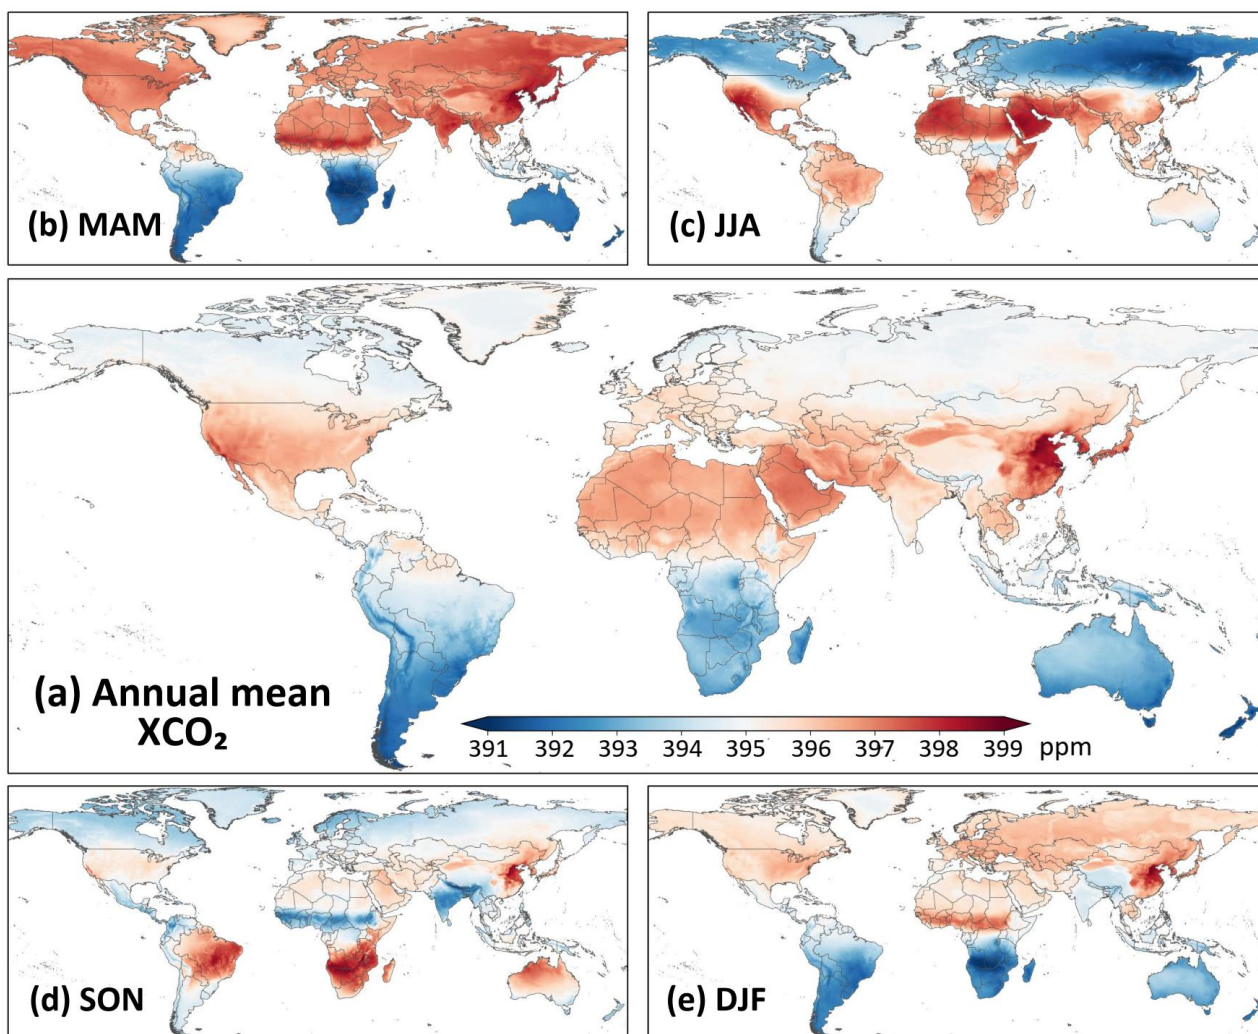 (b) MAM
(c) JJA
(a) Annual mean
XCO₂
391 392 393 394 395 396 397 398 399 ppm
(d) SON
(e) DJF